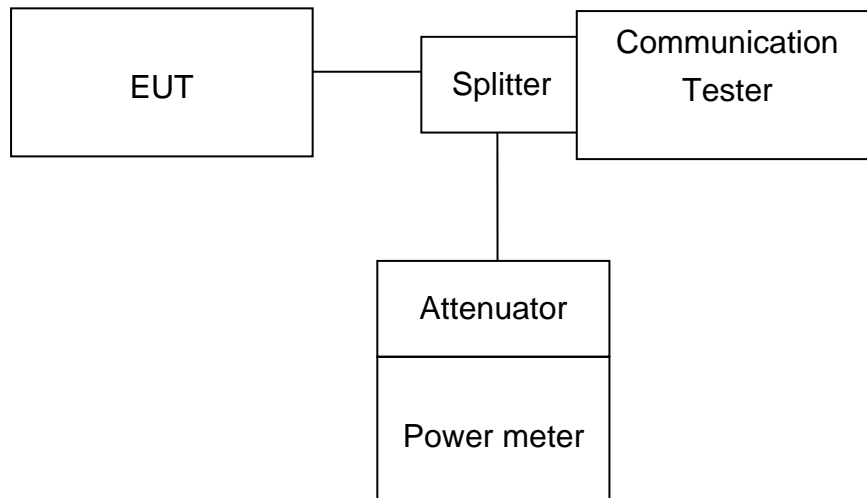 EUT
Splitter
Communication
Tester
Attenuator
Power meter